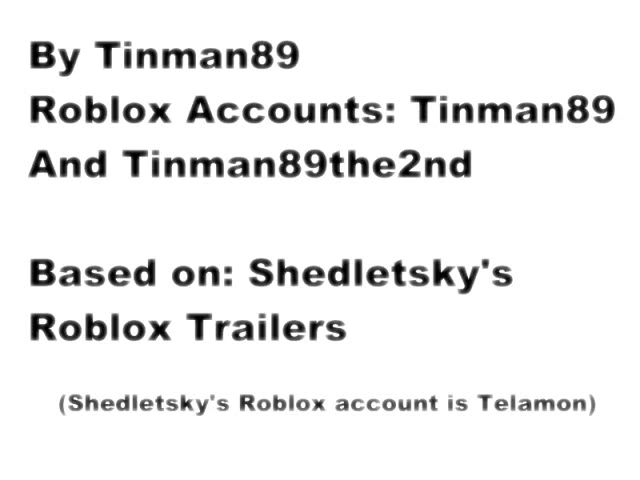 By Tinman89
Roblox Accounts: Tinman89
And Tinman89the2nd
Based on: Shedletsky's
Roblox Trailers
(Shedletsky's Roblox account is Telamon)